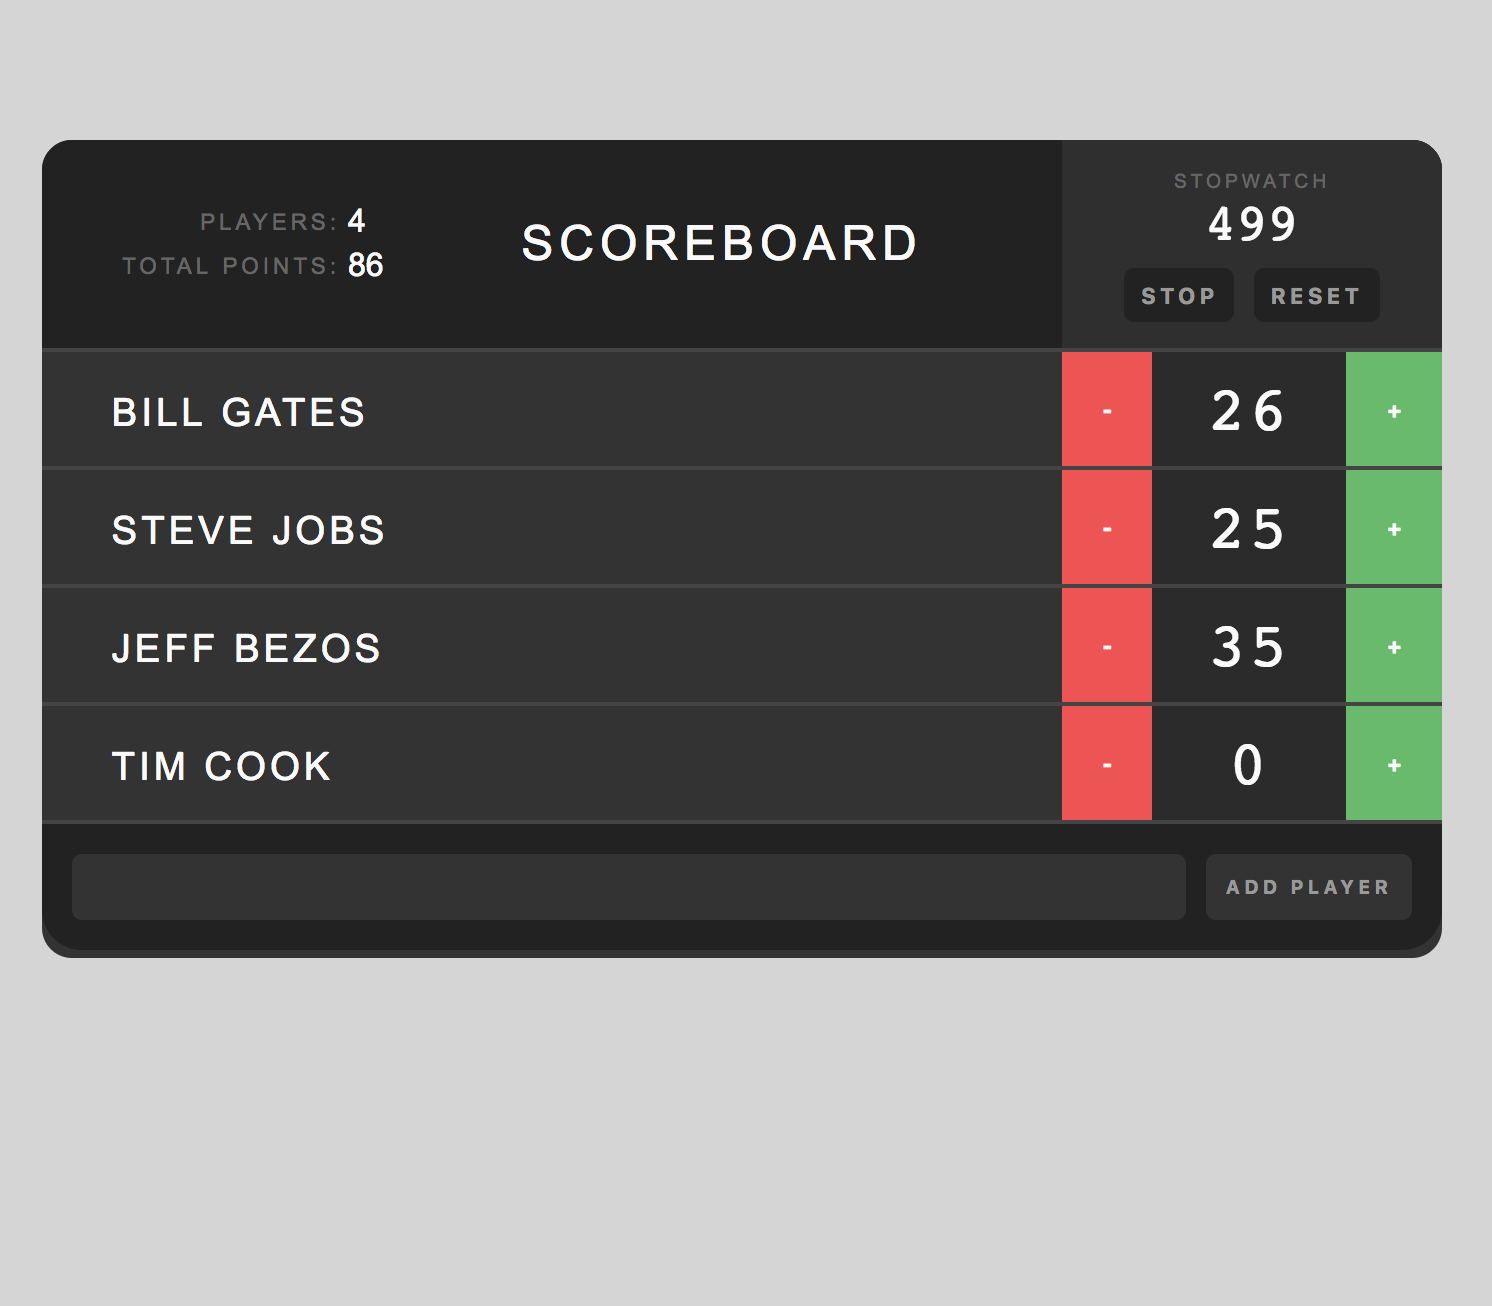 PLAYERS: 4
TOTAL POINTS: 86
SCOREBOARD
STOPWATCH
499
STOP RESET
BILL GATES - 26 +
STEVE JOBS - 25 +
JEFF BEZOS - 35 +
TIM COOK - 0 +
ADD PLAYER